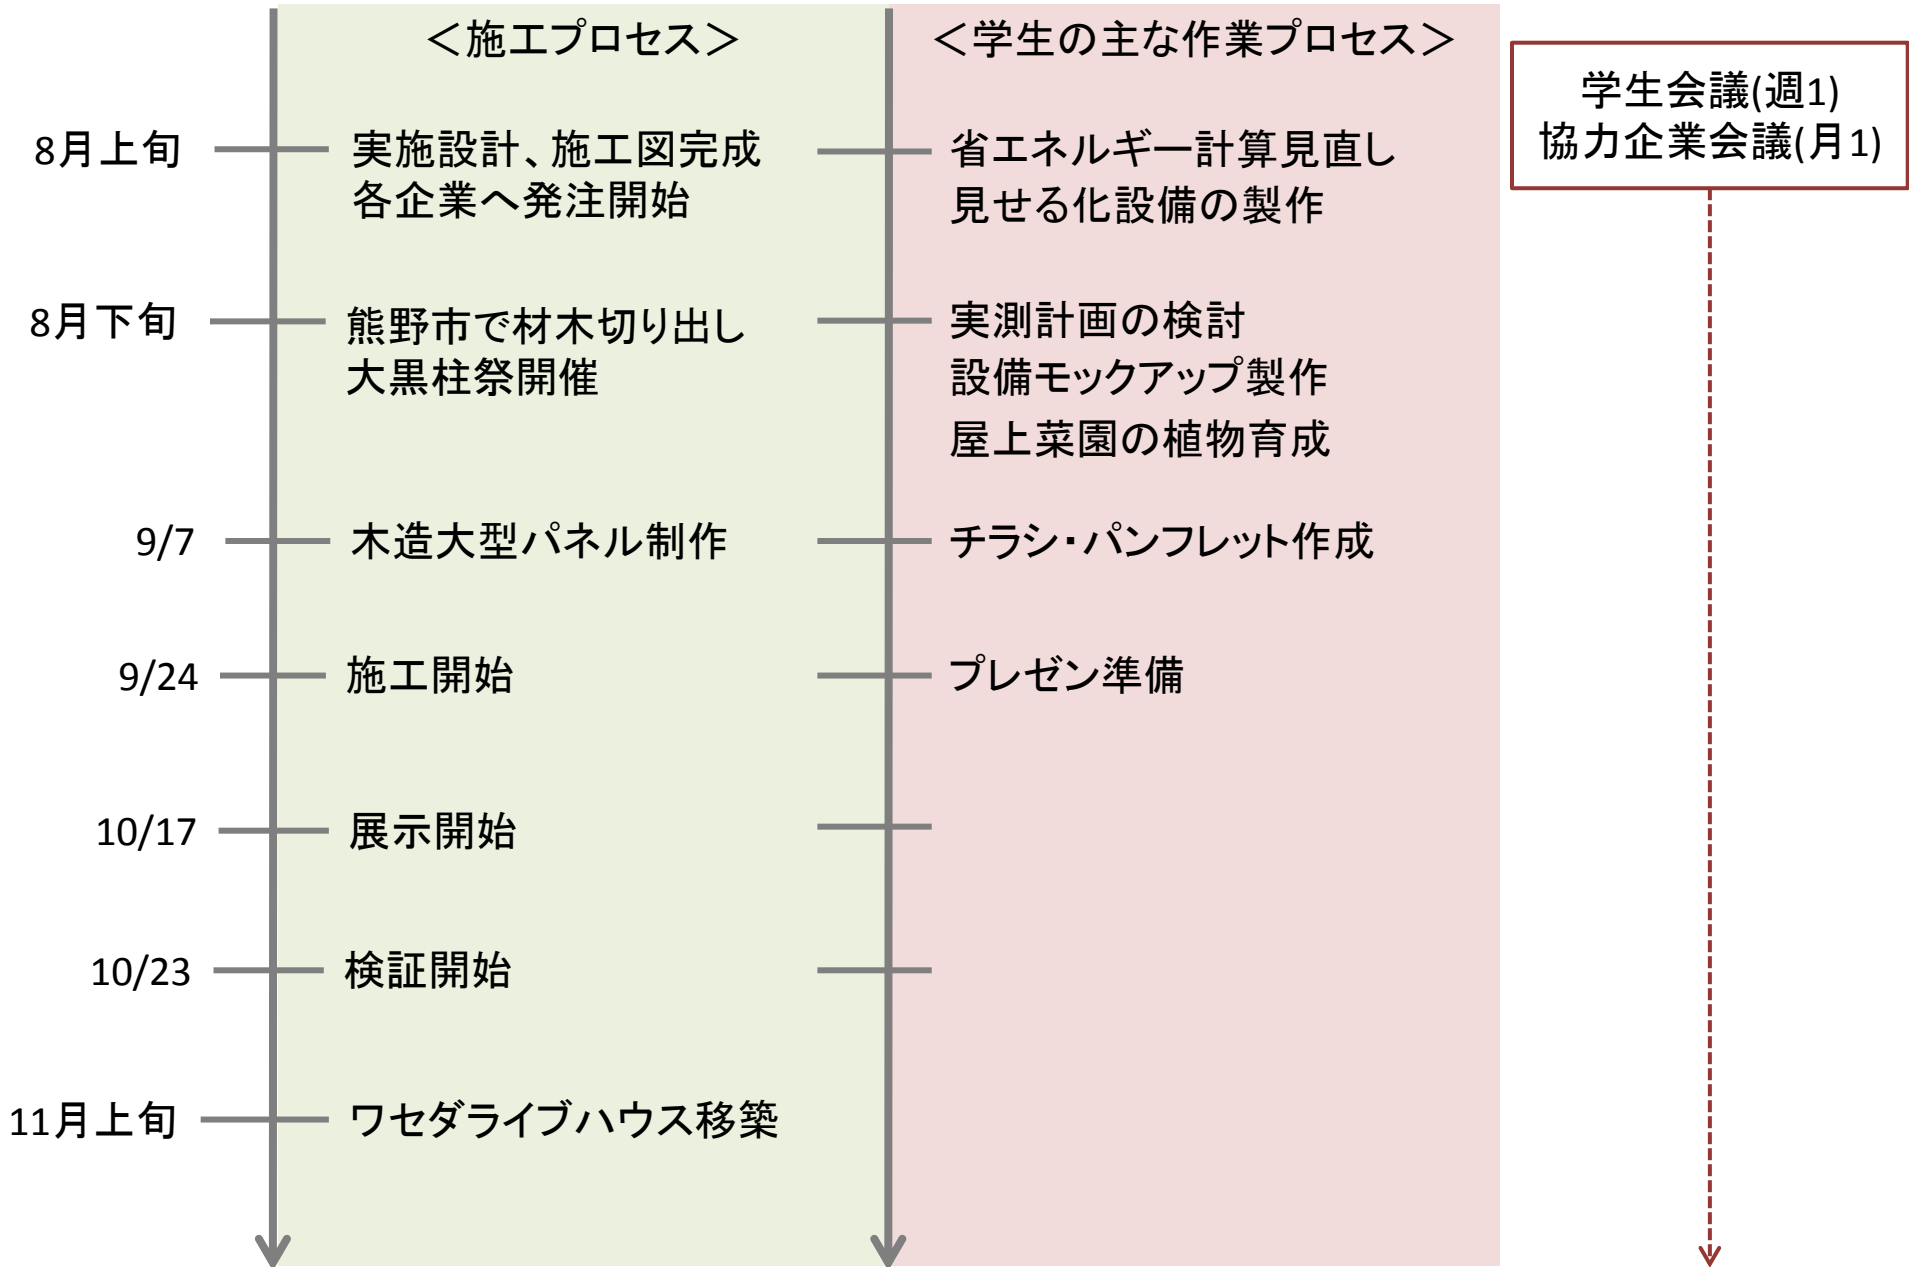 ＜施工プロセス＞
＜学生の主な作業プロセス＞
学生会議(週1)
協力企業会議(月1)
8月上旬
実施設計、施工図完成
各企業へ発注開始
省エネルギー計算見直し
見せる化設備の製作
8月下旬
熊野市で材木切り出し
大黒柱祭開催
実測計画の検討
設備モックアップ製作
屋上菜園の植物育成
9/7
木造大型パネル制作
チラシ・パンフレット作成
9/24
施工開始
プレゼン準備
10/17
展示開始
10/23
検証開始
11月上旬
ワセダライブハウス移築